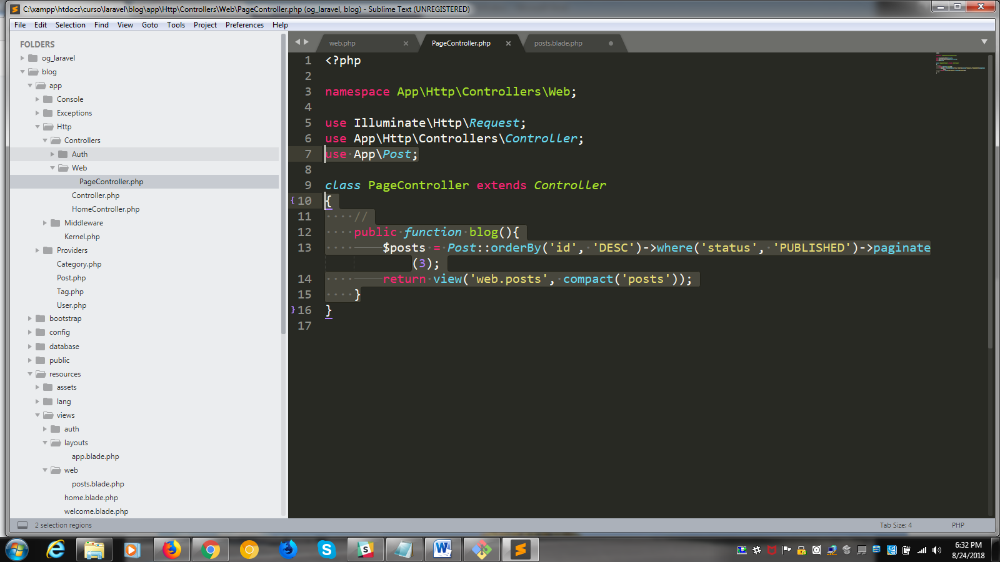 C:\xampp\htdocs\curso\laravel\blog\app\Http\Controllers\Web\PageController.php (og_laravel, blog) - Sublime Text (UNREGISTERED)
File Edit Selection Find View Goto Tools Project Preferences Help
FOLDERS
og_laravel
blog
app
Console
Exceptions
Http
Controllers
Auth
Web
PageController.php
Controller.php
HomeController.php
Middleware
Kernel.php
Providers
Category.php
Post.php
Tag.php
User.php
bootstrap
config
database
public
resources
assets
lang
views
auth
layouts
app.blade.php
web
posts.blade.php
home.blade.php
welcome.blade.php
web.php PageController.php posts.blade.php
1 <?php
2
3 namespace App\Http\Controllers\Web;
4
5 use Illuminate\Http\Request;
6 use App\Http\Controllers\Controller;
7 use App\Post;
8
9 class PageController extends Controller
10 {
11 //
12 public function blog(){
13 $posts = Post::orderBy('id', 'DESC')->where('status', 'PUBLISHED')->paginate
(3);
14 return view('web.posts', compact('posts'));
15 }
16 }
17
2 selection regions Tab Size: 4 PHP
6:32 PM
8/24/2018